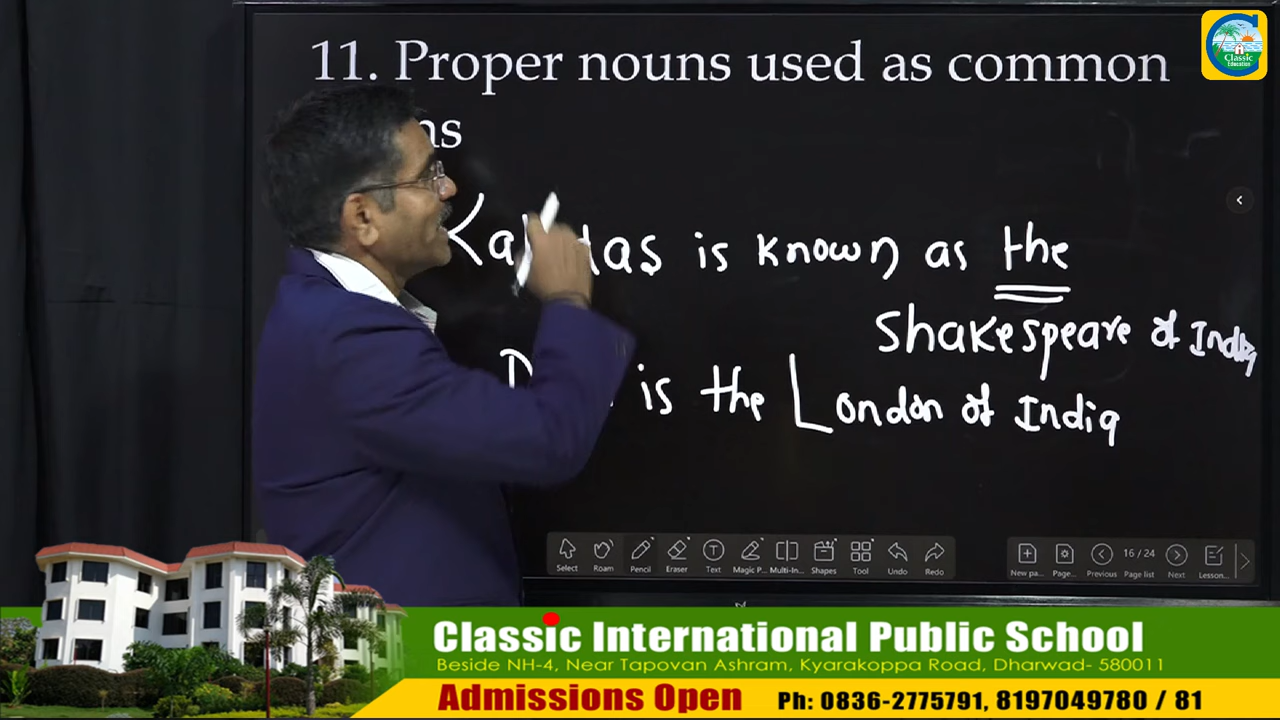 11. Proper nouns used as common
is known as the
Shakespeare of India
is the London of India
Classic
Education
Select
Roam
Pencil
Eraser
Text
Magic P...
Multi-In...
Shapes
Tool
Undo
Redo
New pa...
Page...
Previous
16 / 24
Page list
Next
Lesson...
Classic International Public School
Beside NH-4, Near Tapovan Ashram, Kyarakoppa Road, Dharwad- 580011
Admissions Open Ph: 0836-2775791, 8197049780 / 81